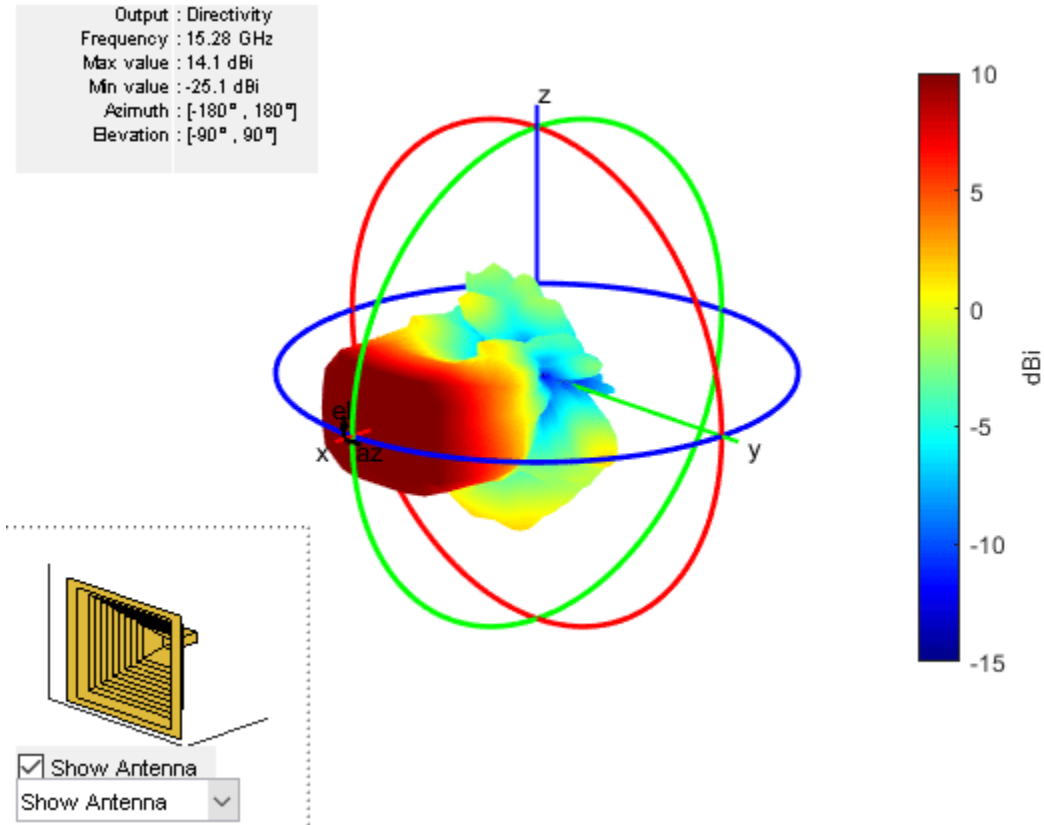 Output : Directivity
Frequency : 15.28 GHz
Max value : 14.1 dBi
Min value : -25.1 dBi
Azimuth : [-180° , 180°]
Elevation : [-90° , 90°]
z
10
5
0
-5
-10
-15
dBi
el
x
az
y
Show Antenna
Show Antenna